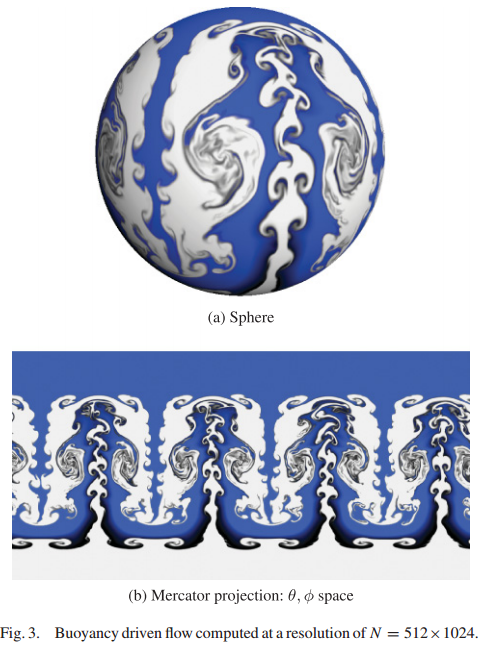 (a) Sphere
(b) Mercator projection: θ, ϕ space
Fig. 3. Buoyancy driven flow computed at a resolution of N = 512 × 1024.